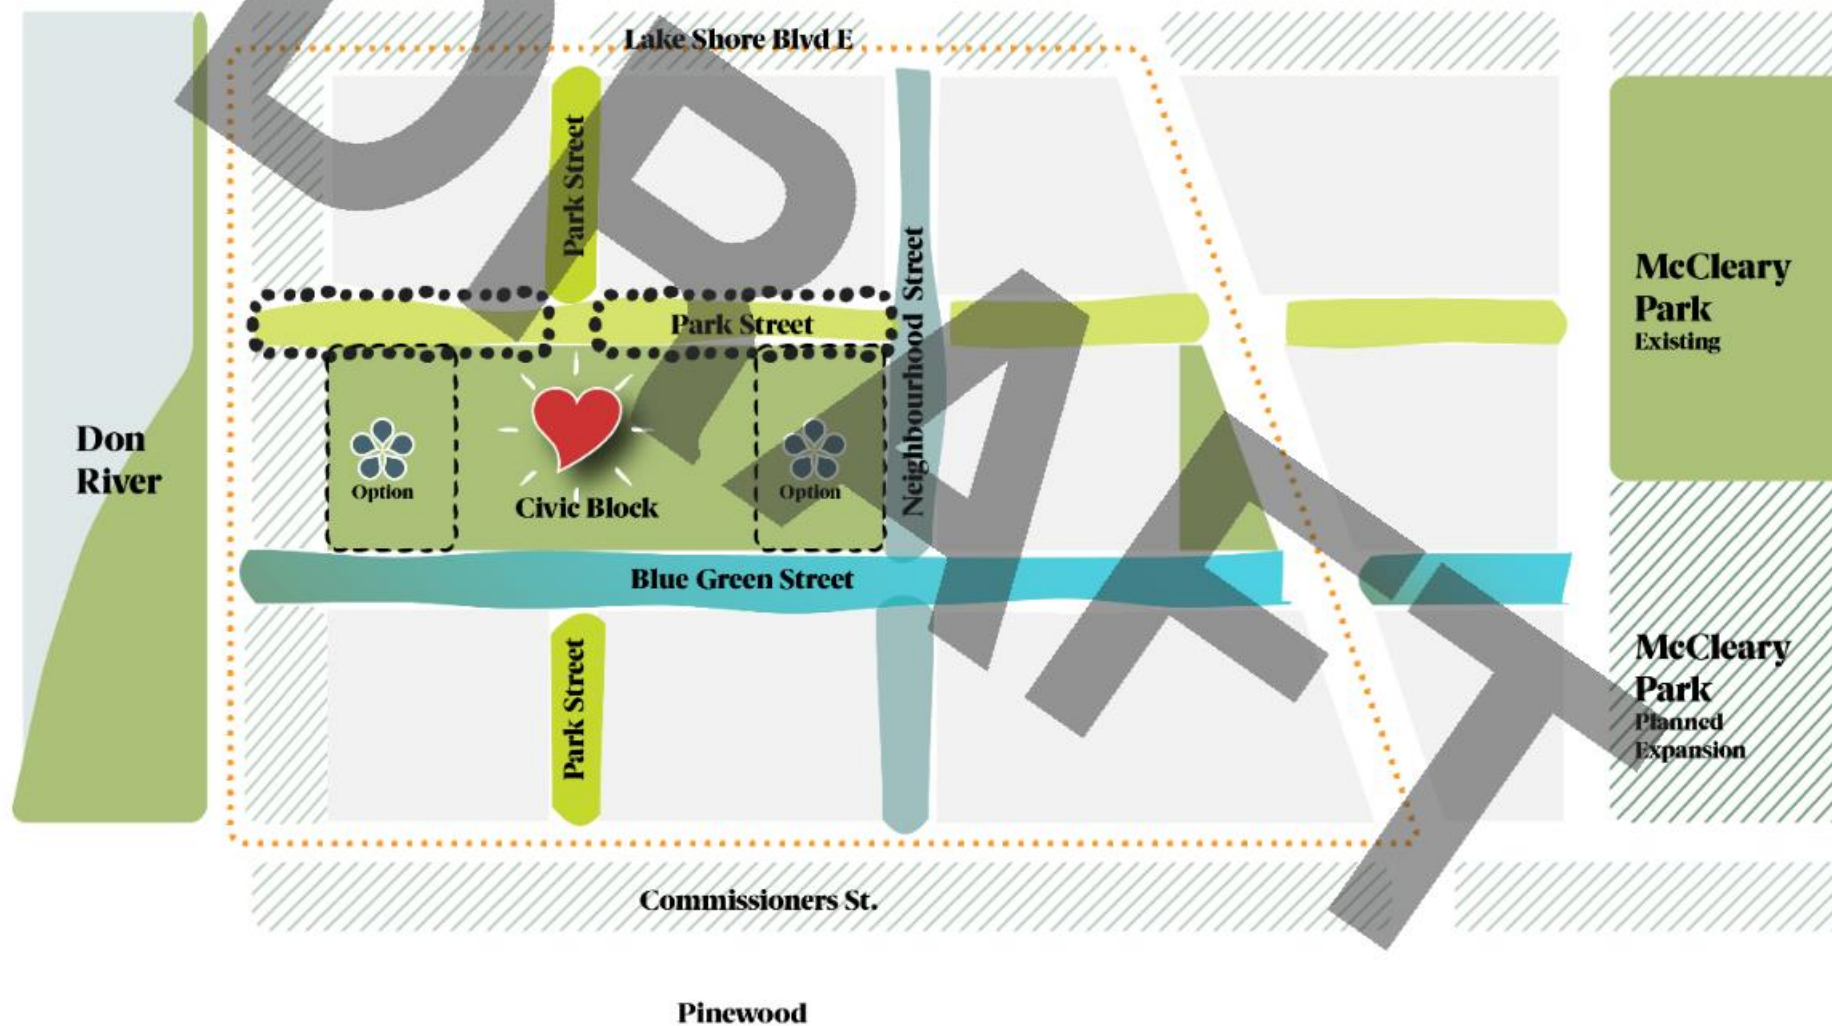 Lake Shore Blvd E
Park Street
Neighbourhood Street
McCleary
Park
Existing
Park Street
Don
River
Option
Civic Block
Option
Blue Green Street
Park Street
McCleary
Park
Planned
Expansion
Commissioners St.
Pinewood
DRAFT